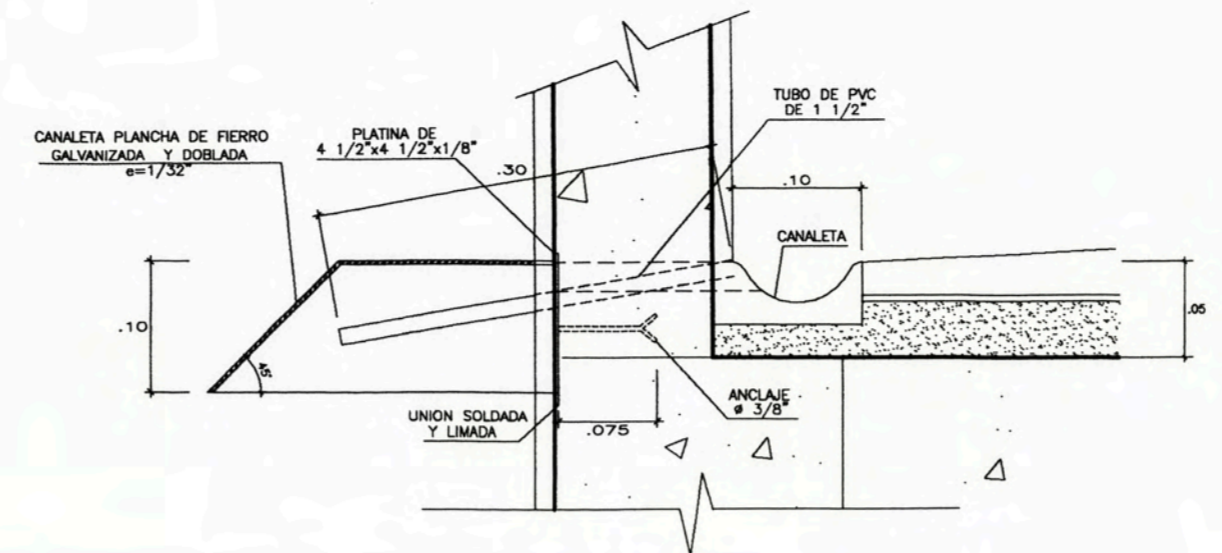 CANALETA PLANCHA DE FIERRO
GALVANIZADA Y DOBLADA
e=1/32"
PLATINA DE
4 1/2"x4 1/2"x1/8"
TUBO DE PVC
DE 1 1/2"
.30
.10
CANALETA
.10
45°
.05
UNION SOLDADA
Y LIMADA
.075
ANCLAJE
ø 3/8"